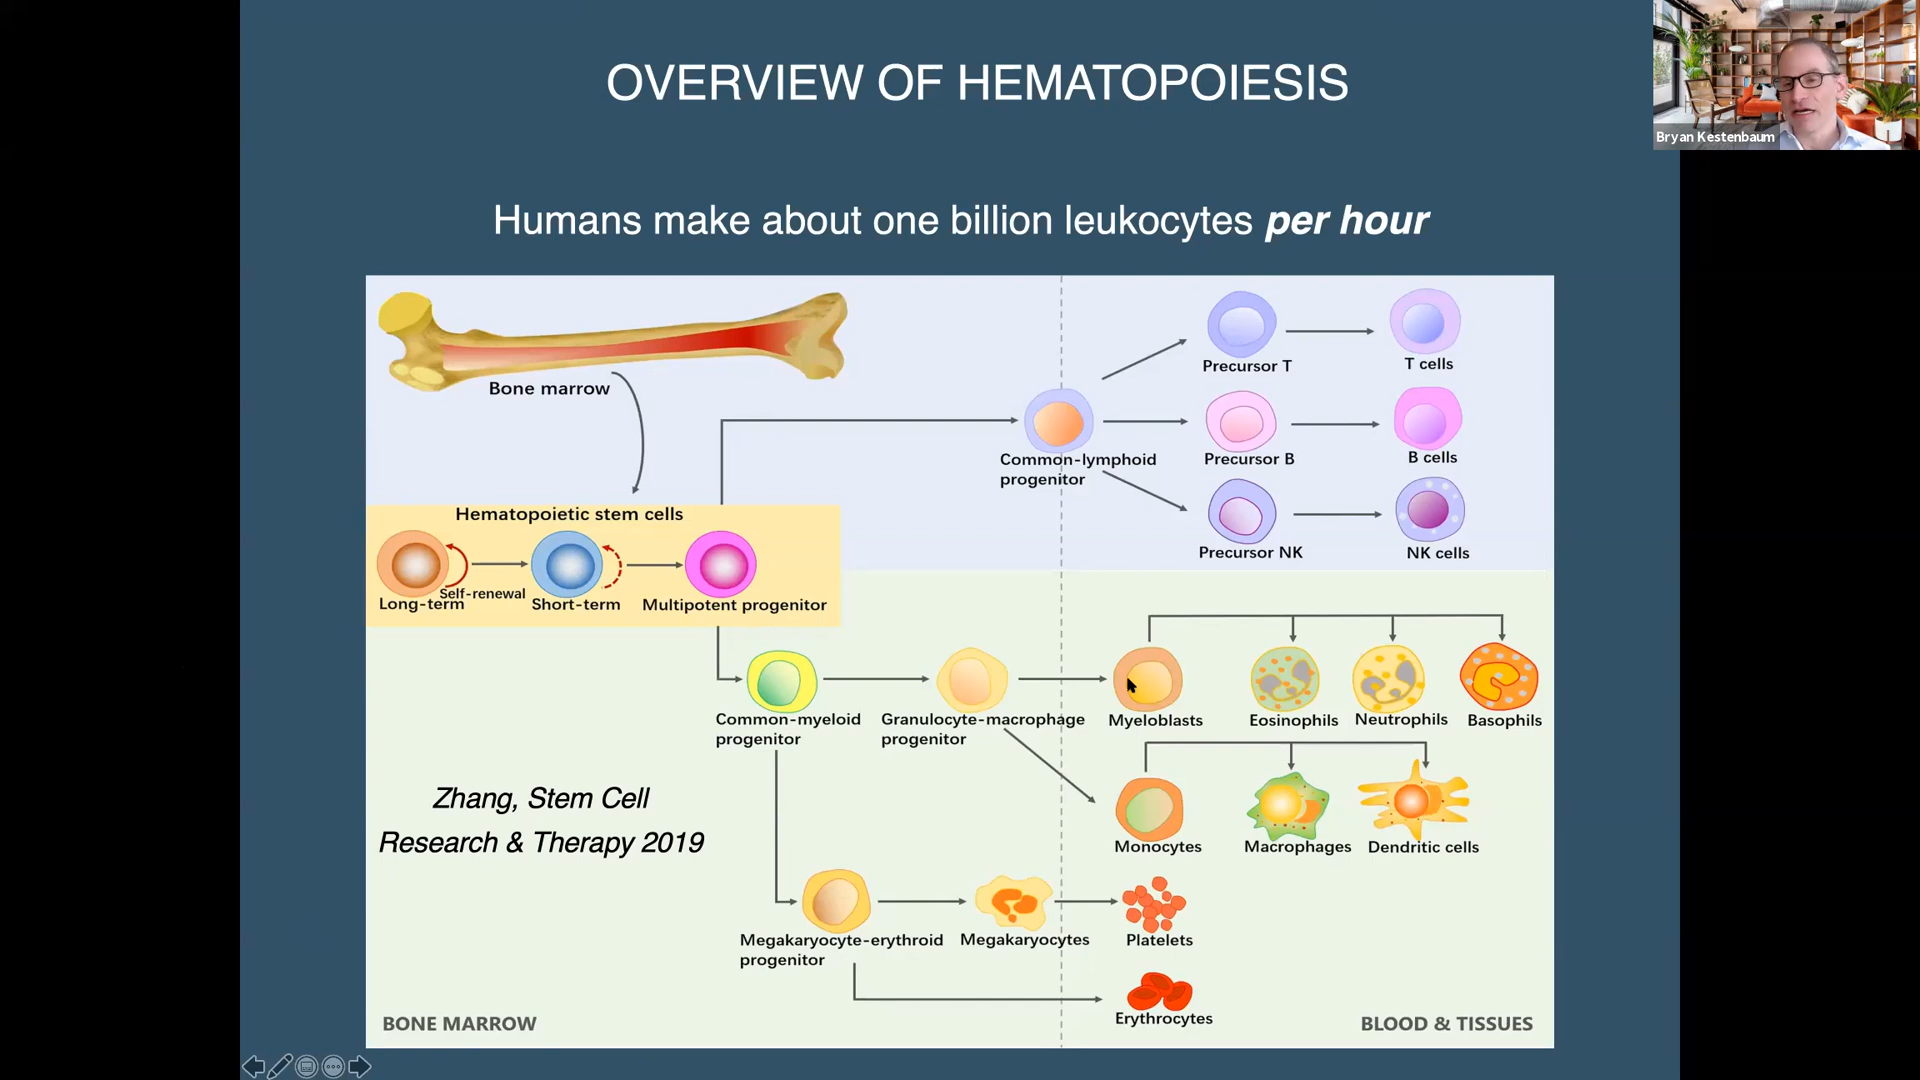 OVERVIEW OF HEMATOPOIESIS
Bryan Kestenbaum
Humans make about one billion leukocytes per hour
Bone marrow
Precursor T
T cells
Common-lymphoid
progenitor
Precursor B
B cells
Precursor NK
NK cells
Hematopoietic stem cells
Self-renewal
Long-term
Short-term
Multipotent progenitor
Common-myeloid
progenitor
Granulocyte-macrophage
progenitor
Myeloblasts
Eosinophils
Neutrophils
Basophils
Zhang, Stem Cell
Research & Therapy 2019
Monocytes
Macrophages
Dendritic cells
Megakaryocyte-erythroid
progenitor
Megakaryocytes
Platelets
Erythrocytes
BONE MARROW
BLOOD & TISSUES